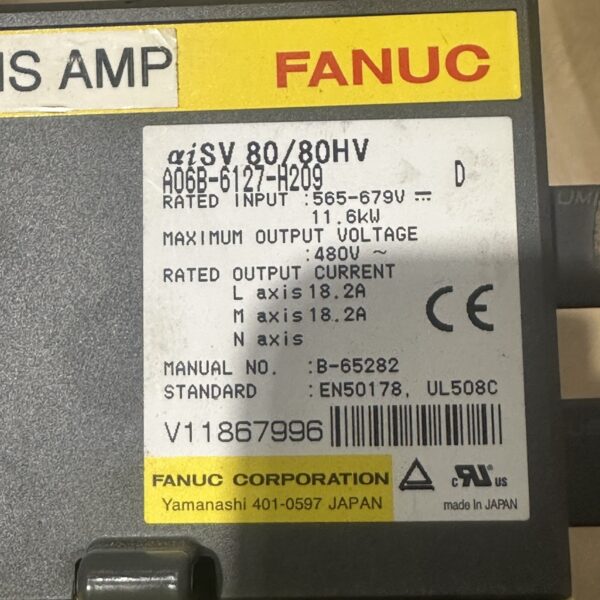 IS AMP FANUC
αiSV 80/80HV
A06B-6127-H209 D
RATED INPUT :565-679V ⎓
11.6kW
MAXIMUM OUTPUT VOLTAGE
:480V ~
RATED OUTPUT CURRENT
L axis 18.2A
M axis 18.2A
N axis
CE
MANUAL NO. :B-65282
STANDARD :EN50178, UL508C
V11867996
FANUC CORPORATION
Yamanashi 401-0597 JAPAN
c RU us
made in JAPAN